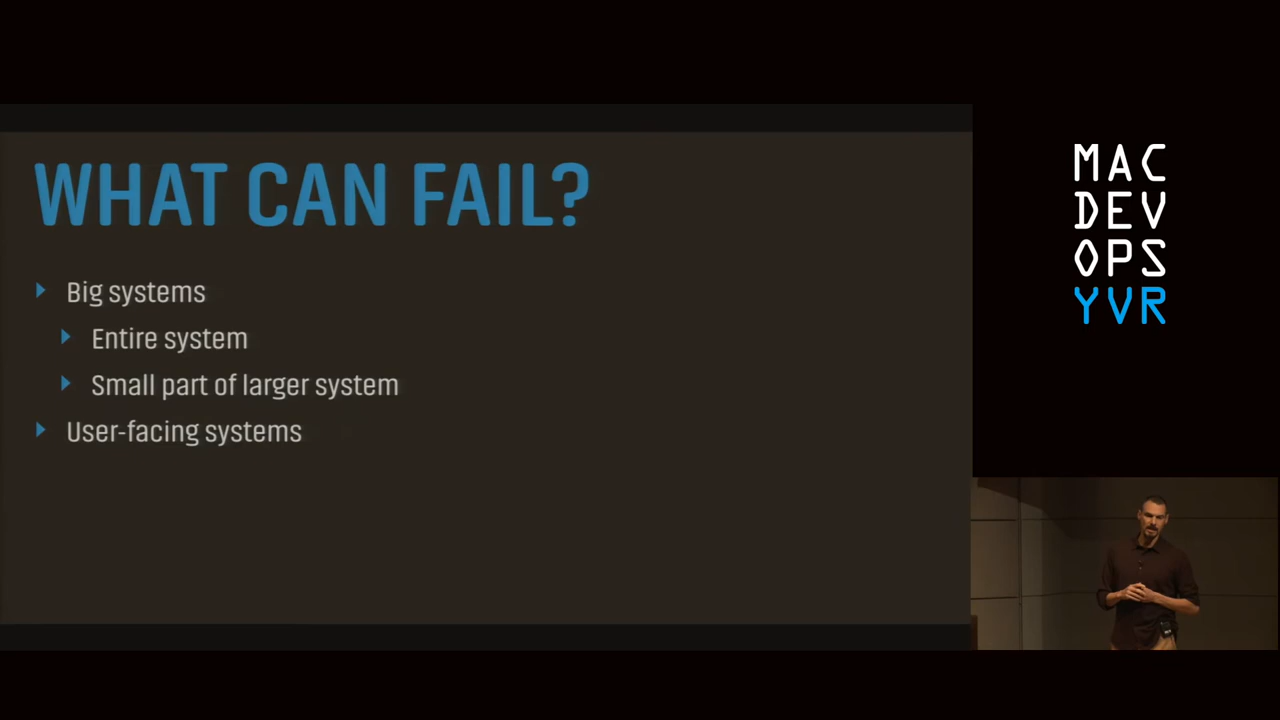 WHAT CAN FAIL?
Big systems
Entire system
Small part of larger system
User-facing systems
MAC
DEV
OPS
YVR